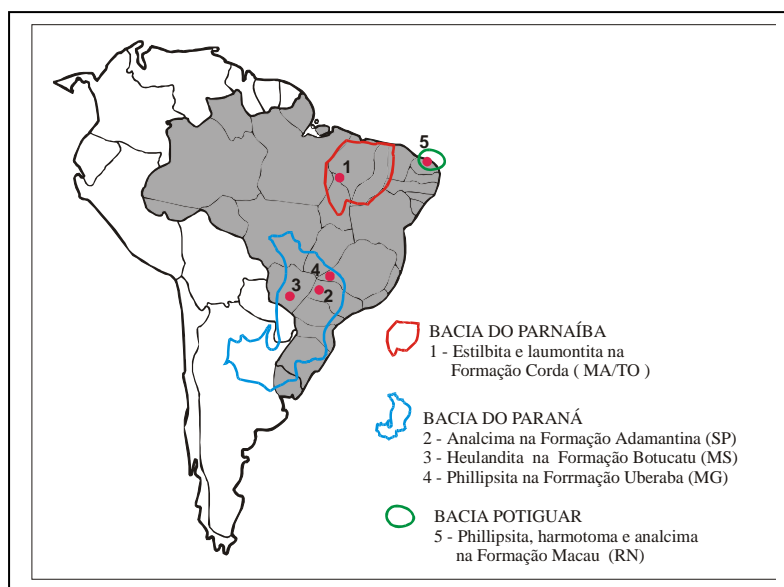 5
1
4
3
2
BACIA DO PARNAÍBA
1 - Estilbita e laumontita na
Formação Corda ( MA/TO )
BACIA DO PARANÁ
2 - Analcima na Formação Adamantina (SP)
3 - Heulandita na Formação Botucatu (MS)
4 - Phillipsita na Forrmação Uberaba (MG)
BACIA POTIGUAR
5 - Phillipsita, harmotoma e analcima
na Formação Macau (RN)